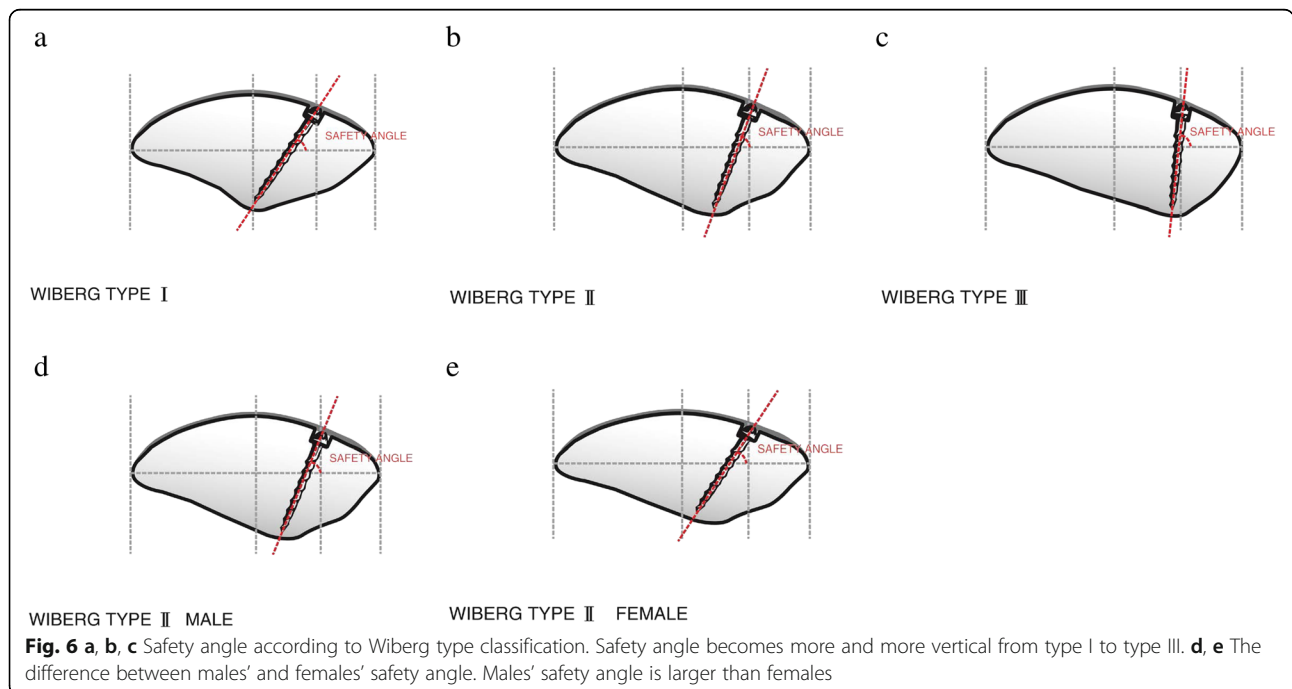 a
b
c
SAFETY ANGLE
SAFETY ANGLE
SAFETY ANGLE
WIBERG TYPE Ⅰ
WIBERG TYPE Ⅱ
WIBERG TYPE Ⅲ
d
e
SAFETY ANGLE
SAFETY ANGLE
WIBERG TYPE Ⅱ MALE
WIBERG TYPE Ⅱ FEMALE
Fig. 6 a, b, c Safety angle according to Wiberg type classification. Safety angle becomes more and more vertical from type I to type III. d, e The
difference between males' and females' safety angle. Males' safety angle is larger than females